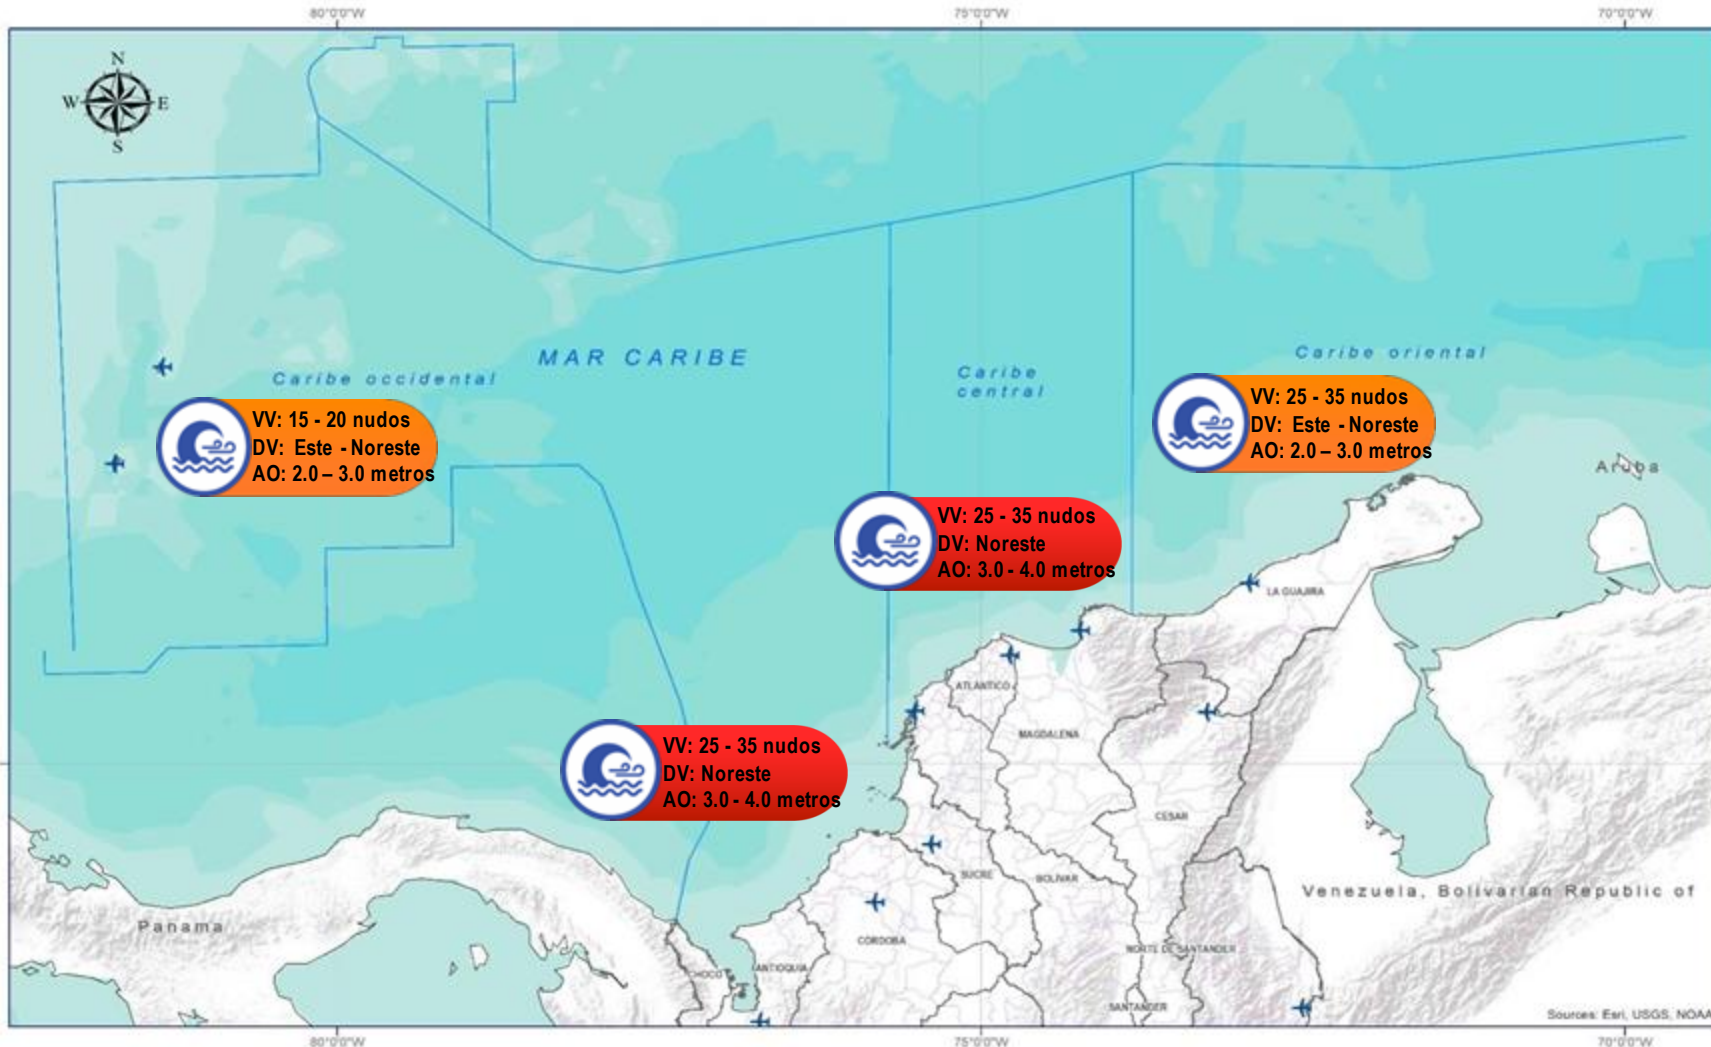 80°0'0"W
75°0'0"W
70°0'0"W
N
W
E
S
MAR CARIBE
Caribe occidental
Caribe
central
Caribe oriental
VV: 15 - 20 nudos
DV: Este - Noreste
AO: 2.0 – 3.0 metros
VV: 25 - 35 nudos
DV: Este - Noreste
AO: 2.0 – 3.0 metros
Aruba
VV: 25 - 35 nudos
DV: Noreste
AO: 3.0 - 4.0 metros
LA GUAJIRA
ATLANTICO
MAGDALENA
VV: 25 - 35 nudos
DV: Noreste
AO: 3.0 - 4.0 metros
CESAR
SUCRE
BOLIVAR
Venezuela, Bolivarian Republic of
Panama
CORDOBA
NORTE DE SANTANDER
CHOCO
ANTIOQUIA
SANTANDER
Sources: Esri, USGS, NOAA
80°0'0"W
75°0'0"W
70°0'0"W